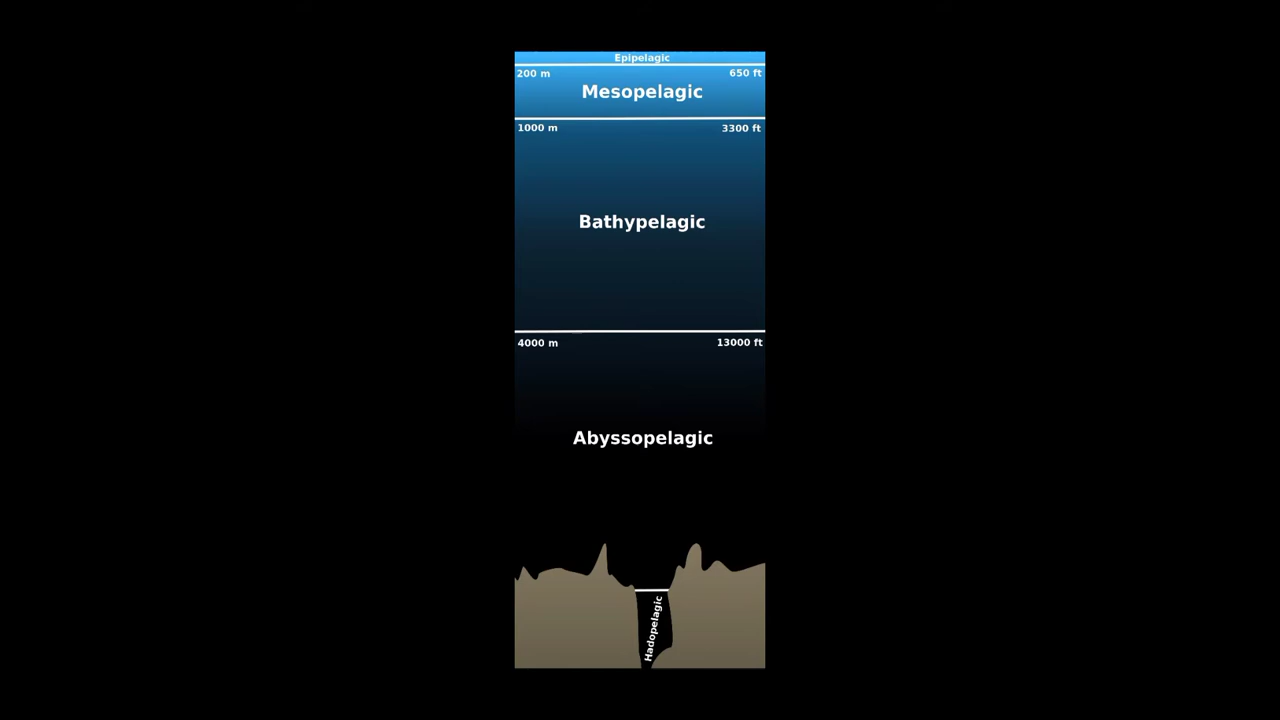 Epipelagic
200 m 650 ft
Mesopelagic
1000 m 3300 ft
Bathypelagic
4000 m 13000 ft
Abyssopelagic
Hadopelagic